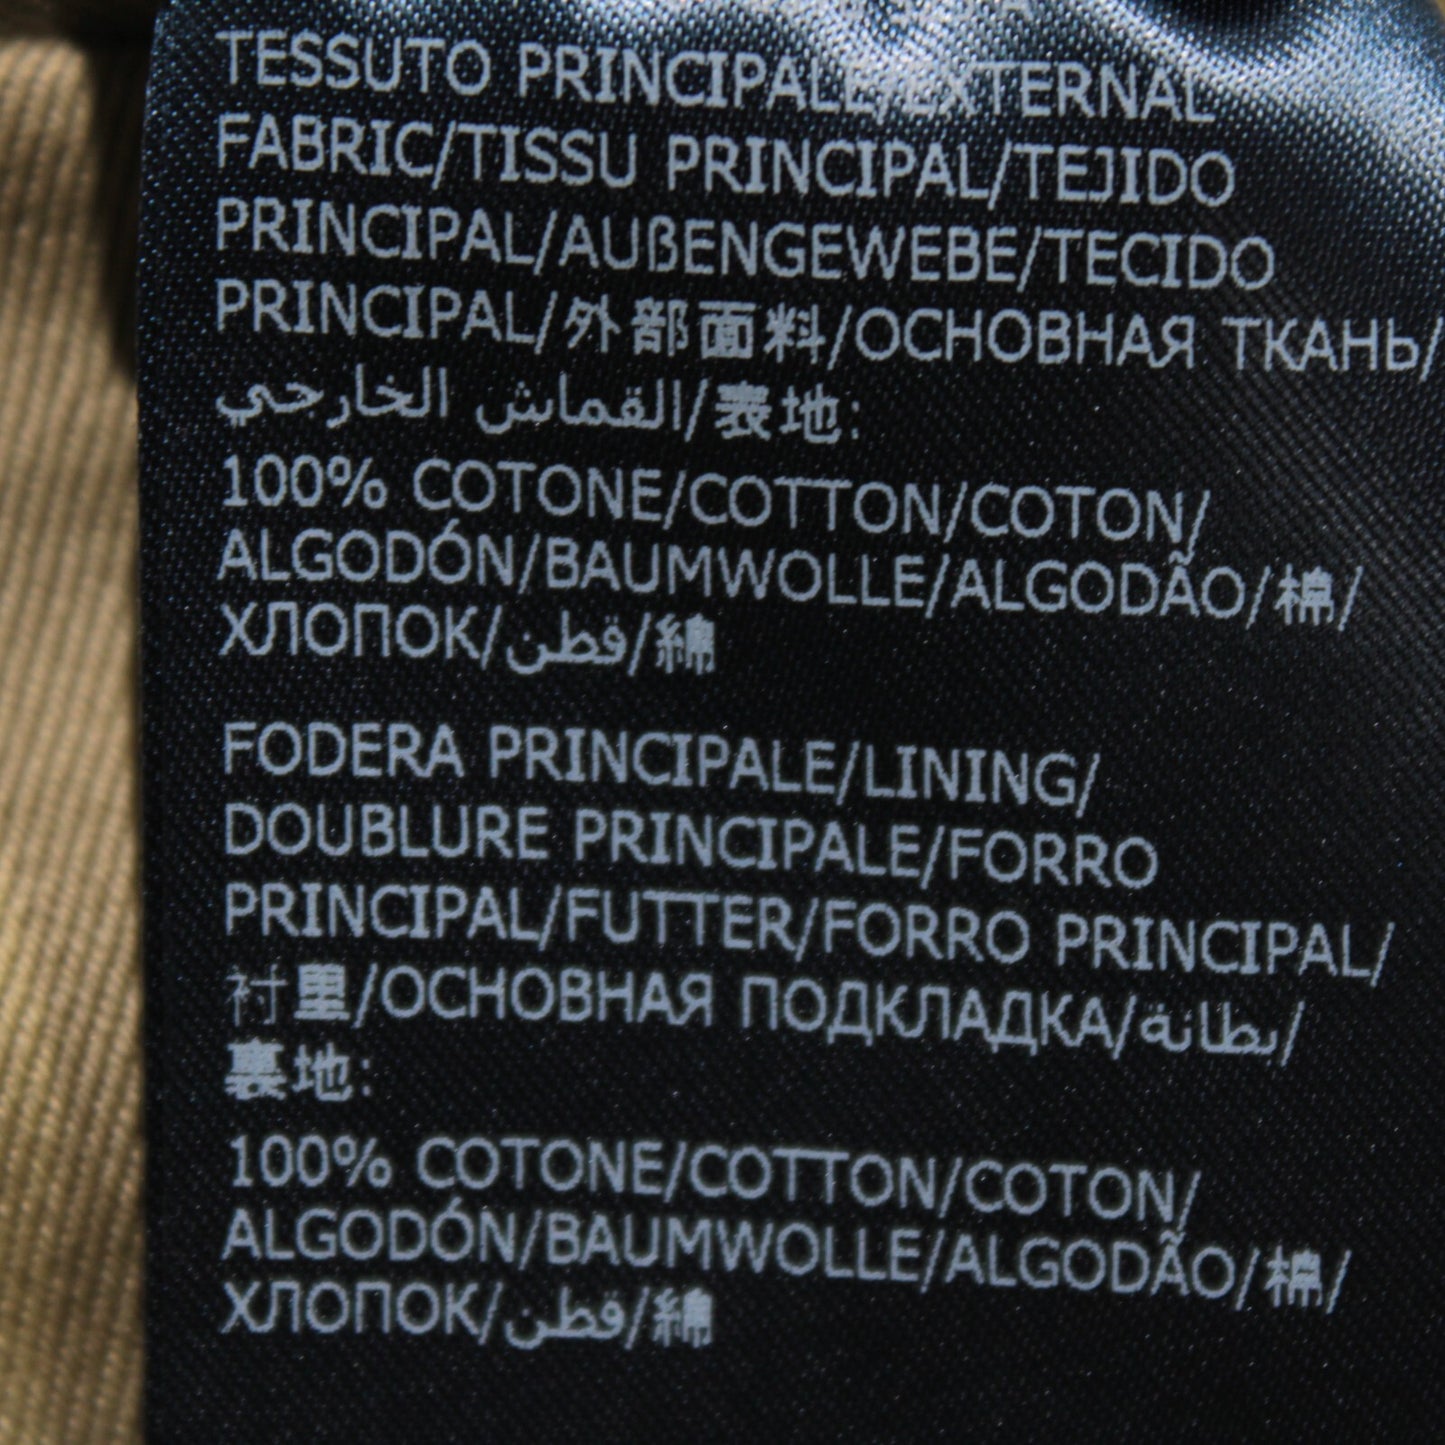 TESSUTO PRINCIPALE/EXTERNAL
FABRIC/TISSU PRINCIPAL/TEJIDO
PRINCIPAL/AUßENGEWEBE/TECIDO
PRINCIPAL/外部面料/ОСНОВНАЯ ТКАНЬ/
القماش الخارجي/表地:
100% COTONE/COTTON/COTON/
ALGODÓN/BAUMWOLLE/ALGODÃO/棉/
ХЛОПОК/قطن/綿
FODERA PRINCIPALE/LINING/
DOUBLURE PRINCIPALE/FORRO
PRINCIPAL/FUTTER/FORRO PRINCIPAL/
衬里/ОСНОВНАЯ ПОДКЛАДКА/بطانة/
裏地:
100% COTONE/COTTON/COTON/
ALGODÓN/BAUMWOLLE/ALGODÃO/棉/
ХЛОПОК/قطن/綿